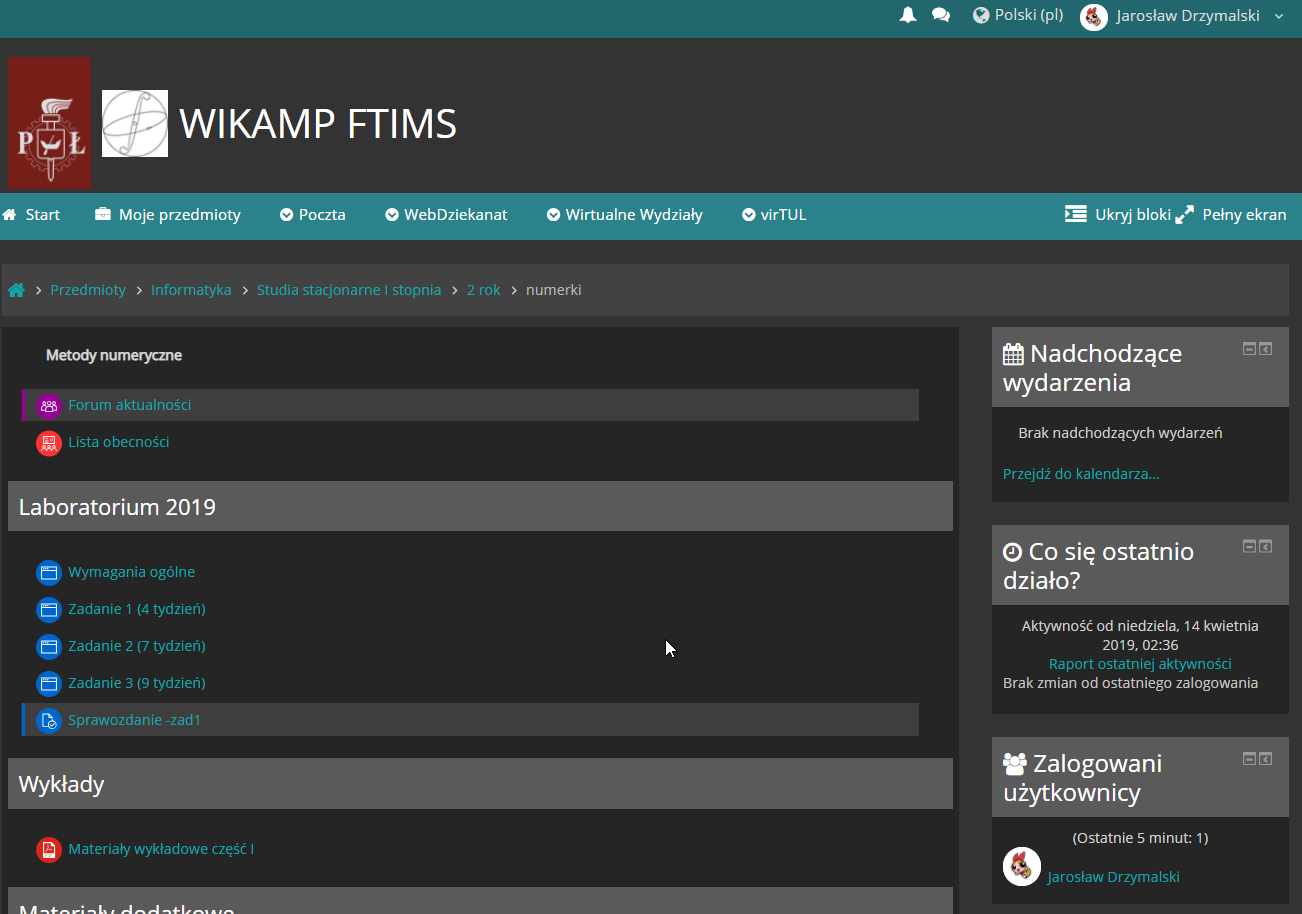 Polski (pl) Jarosław Drzymalski
P Ł
WIKAMP FTIMS
Start Moje przedmioty Poczta WebDziekanat Wirtualne Wydziały virTUL Ukryj bloki Pełny ekran
Przedmioty Informatyka Studia stacjonarne I stopnia 2 rok numerki
Metody numeryczne
Forum aktualności
Lista obecności
Laboratorium 2019
Wymagania ogólne
Zadanie 1 (4 tydzień)
Zadanie 2 (7 tydzień)
Zadanie 3 (9 tydzień)
Sprawozdanie -zad1
Wykłady
Materiały wykładowe część I
Materiały dodatkowe
Nadchodzące
wydarzenia
Brak nadchodzących wydarzeń
Przejdź do kalendarza...
Co się ostatnio
działo?
Aktywność od niedziela, 14 kwietnia
2019, 02:36
Raport ostatniej aktywności
Brak zmian od ostatniego zalogowania
Zalogowani
użytkownicy
(Ostatnie 5 minut: 1)
Jarosław Drzymalski